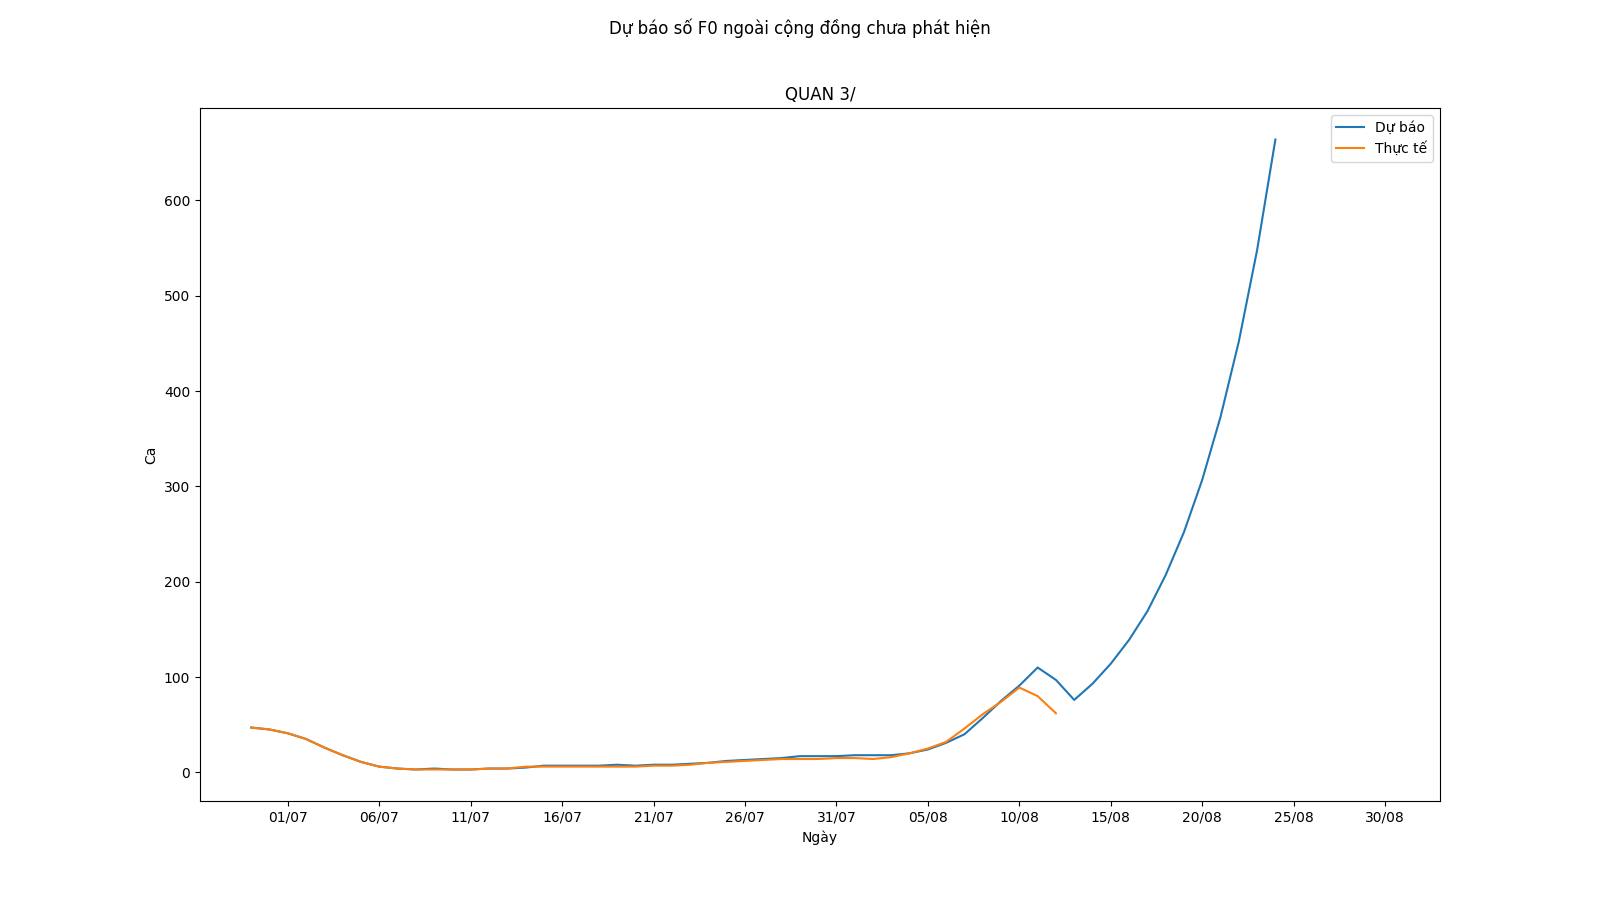 Dự báo số F0 ngoài cộng đồng chưa phát hiện
QUAN 3/
Dự báo
Thực tế
600
500
400
300
200
100
0
Ca
01/07 06/07 11/07 16/07 21/07 26/07 31/07 05/08 10/08 15/08 20/08 25/08 30/08
Ngày